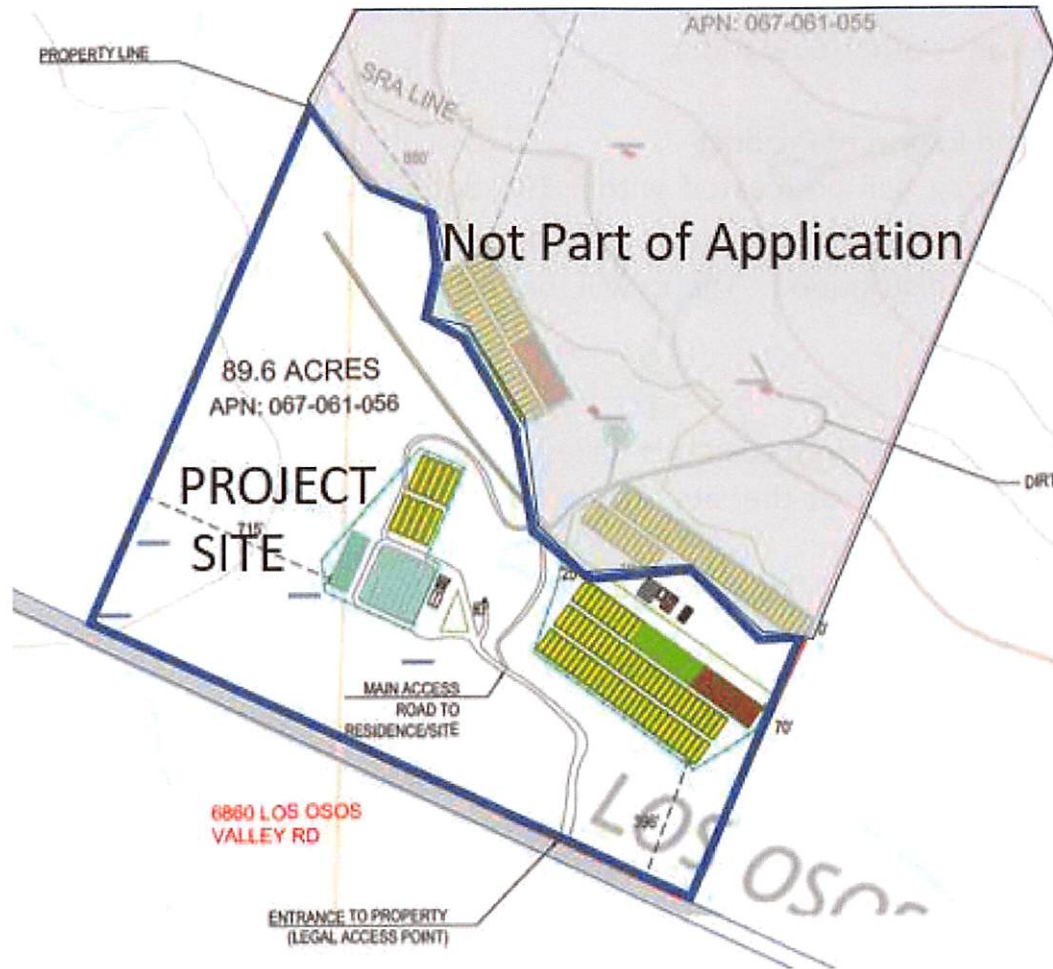 APN: 067-061-055
PROPERTY LINE
SRA LINE
Not Part of Application
89.6 ACRES
APN: 067-061-056
PROJECT
715'
SITE
DIRT
MAIN ACCESS
ROAD TO
RESIDENCE/SITE
70'
6860 LOS OSOS
VALLEY RD
LOS OSOS
ENTRANCE TO PROPERTY
(LEGAL ACCESS POINT)